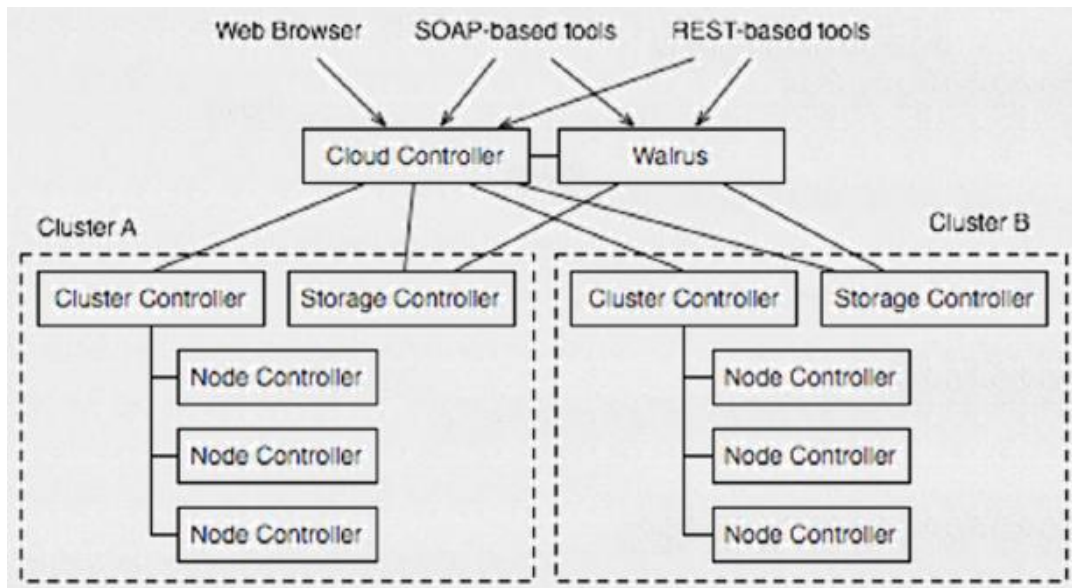 Web Browser SOAP-based tools REST-based tools
Cloud Controller Walrus
Cluster A Cluster B
Cluster Controller Storage Controller Cluster Controller Storage Controller
Node Controller Node Controller
Node Controller Node Controller
Node Controller Node Controller